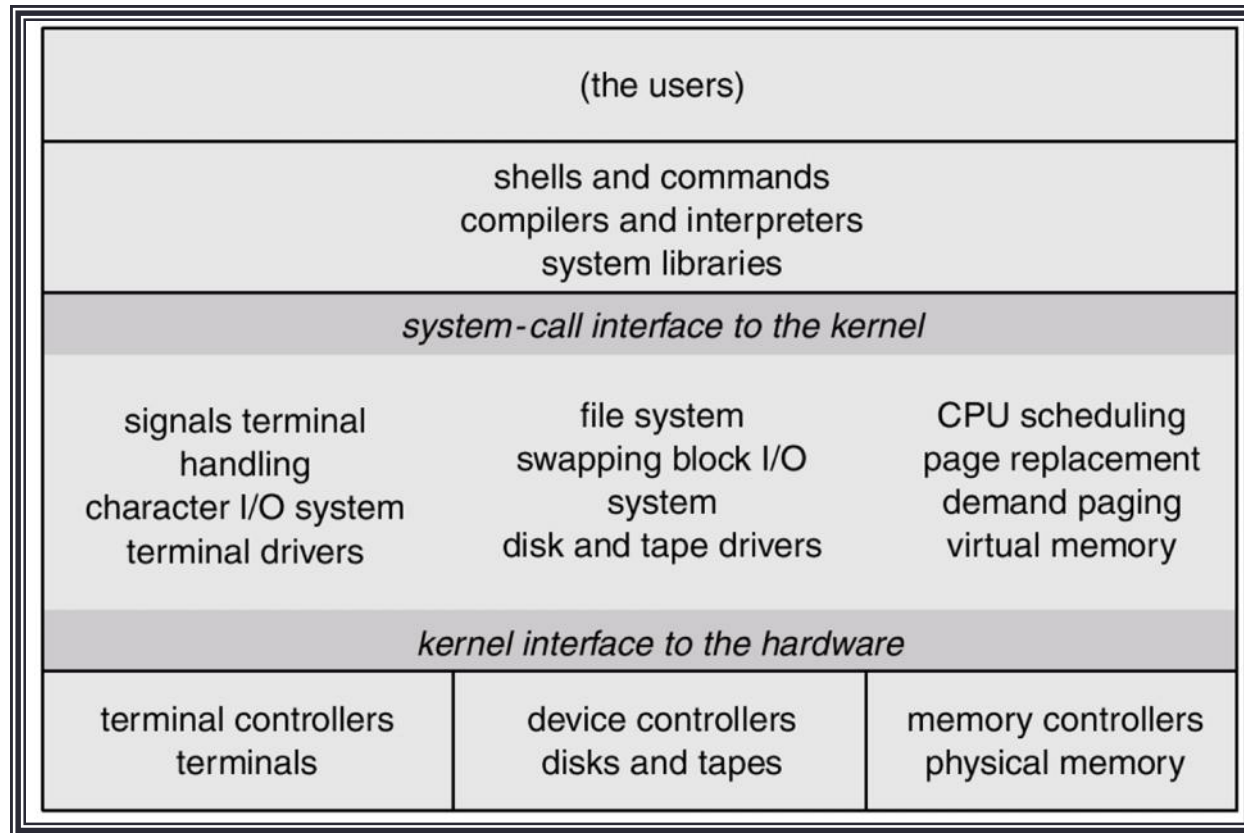 (the users)
shells and commands
compilers and interpreters
system libraries
system-call interface to the kernel
signals terminal
handling
character I/O system
terminal drivers
file system
swapping block I/O
system
disk and tape drivers
CPU scheduling
page replacement
demand paging
virtual memory
kernel interface to the hardware
terminal controllers
terminals
device controllers
disks and tapes
memory controllers
physical memory